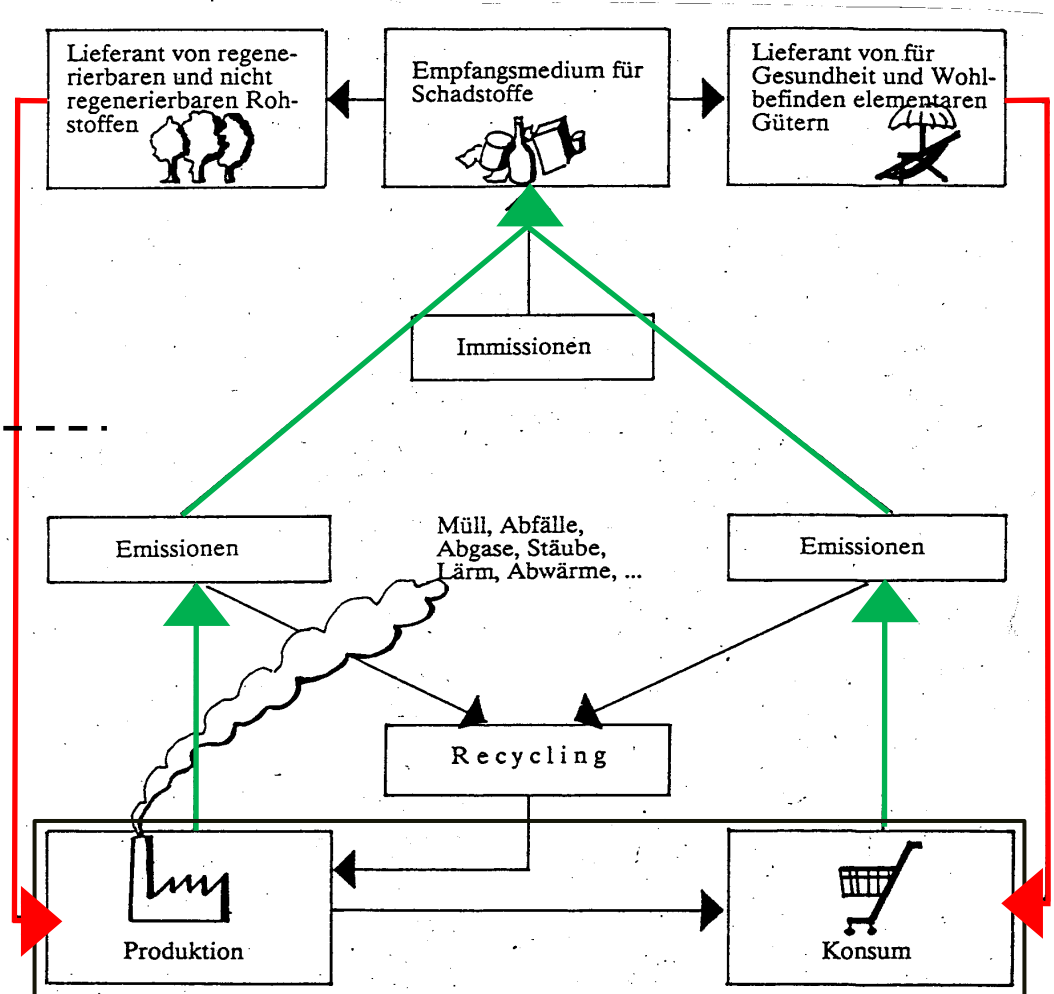 Lieferant von regene-
rierbaren und nicht
regenerierbaren Roh-
stoffen
Empfangsmedium für
Schadstoffe
Lieferant von für
Gesundheit und Wohl-
befinden elementaren
Gütern
Immissionen
Emissionen
Müll, Abfälle,
Abgase, Stäube,
Lärm, Abwärme, ...
Emissionen
Recycling
Produktion
Konsum